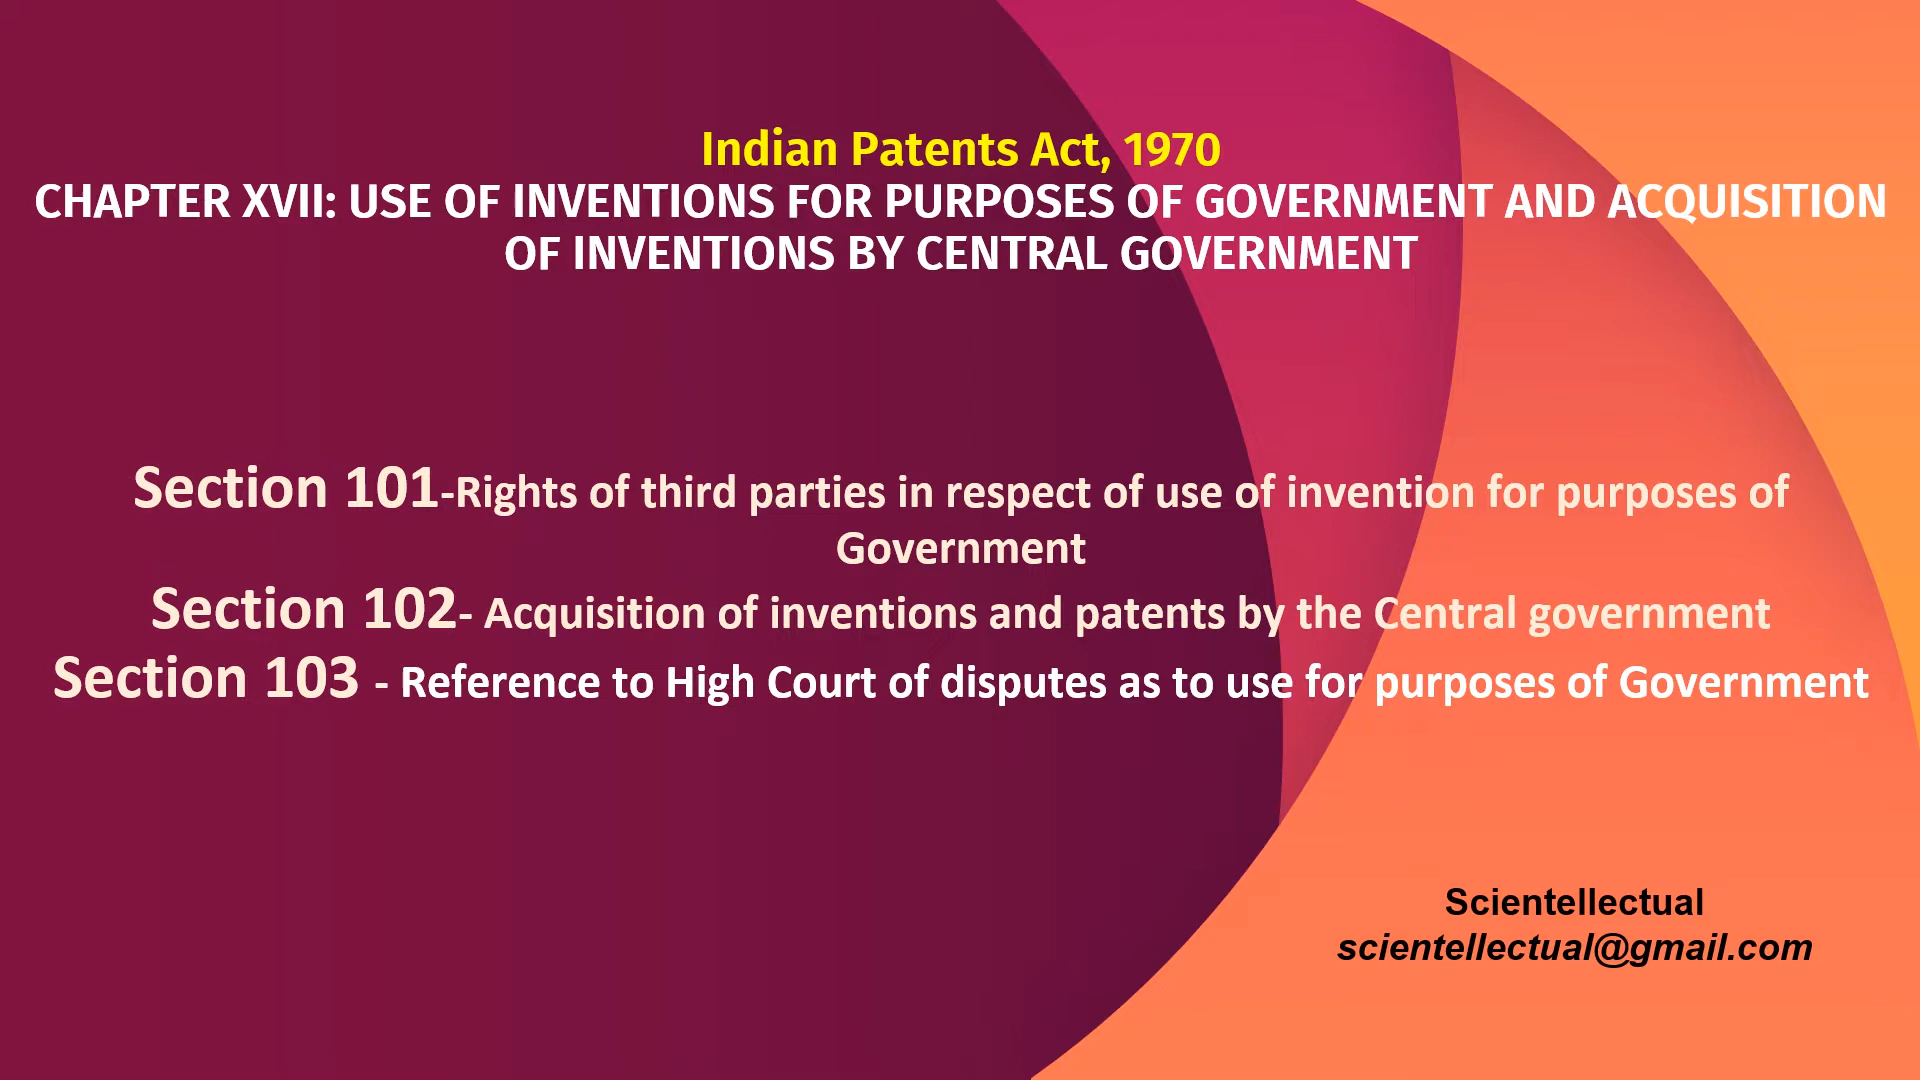 Indian Patents Act, 1970
CHAPTER XVII: USE OF INVENTIONS FOR PURPOSES OF GOVERNMENT AND ACQUISITION
OF INVENTIONS BY CENTRAL GOVERNMENT
Section 101-Rights of third parties in respect of use of invention for purposes of
Government
Section 102- Acquisition of inventions and patents by the Central government
Section 103 - Reference to High Court of disputes as to use for purposes of Government
Scientellectual
scientellectual@gmail.com